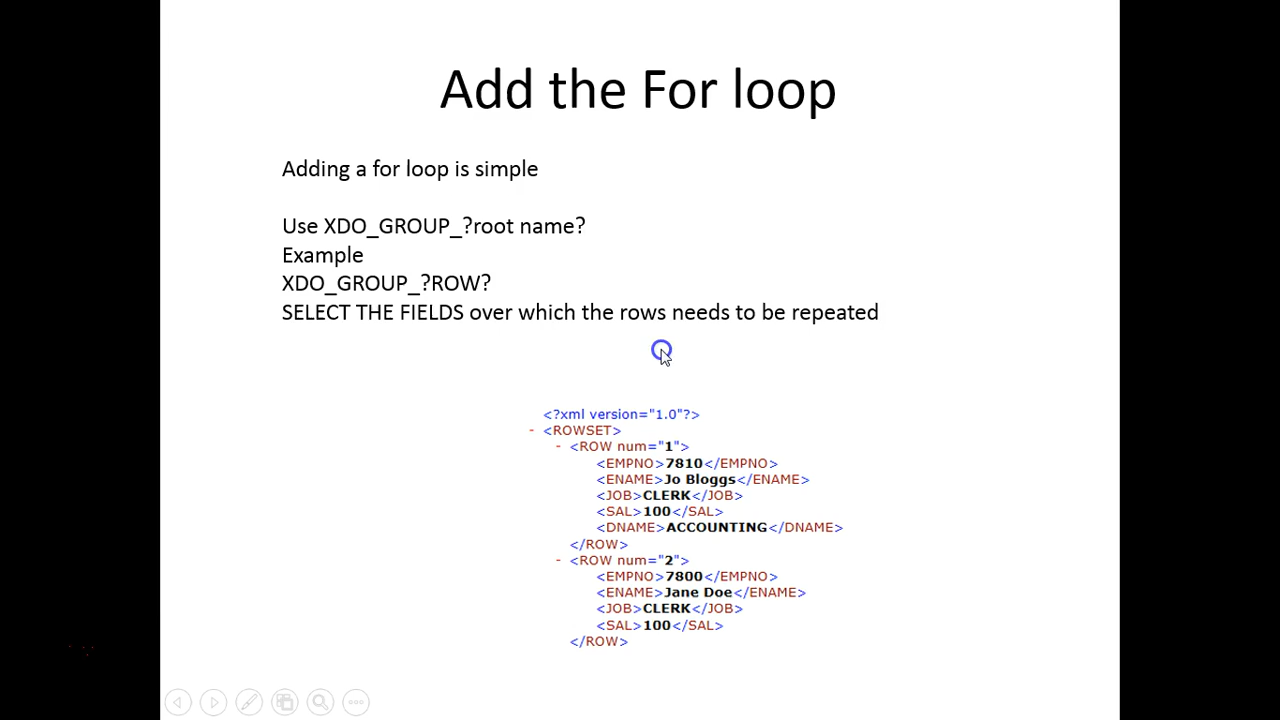 Add the For loop
Adding a for loop is simple
Use XDO_GROUP_?root name?
Example
XDO_GROUP_?ROW?
SELECT THE FIELDS over which the rows needs to be repeated
<?xml version="1.0"?>
- <ROWSET>
- <ROW num="1">
<EMPNO>7810</EMPNO>
<ENAME>Jo Bloggs</ENAME>
<JOB>CLERK</JOB>
<SAL>100</SAL>
<DNAME>ACCOUNTING</DNAME>
</ROW>
- <ROW num="2">
<EMPNO>7800</EMPNO>
<ENAME>Jane Doe</ENAME>
<JOB>CLERK</JOB>
<SAL>100</SAL>
</ROW>